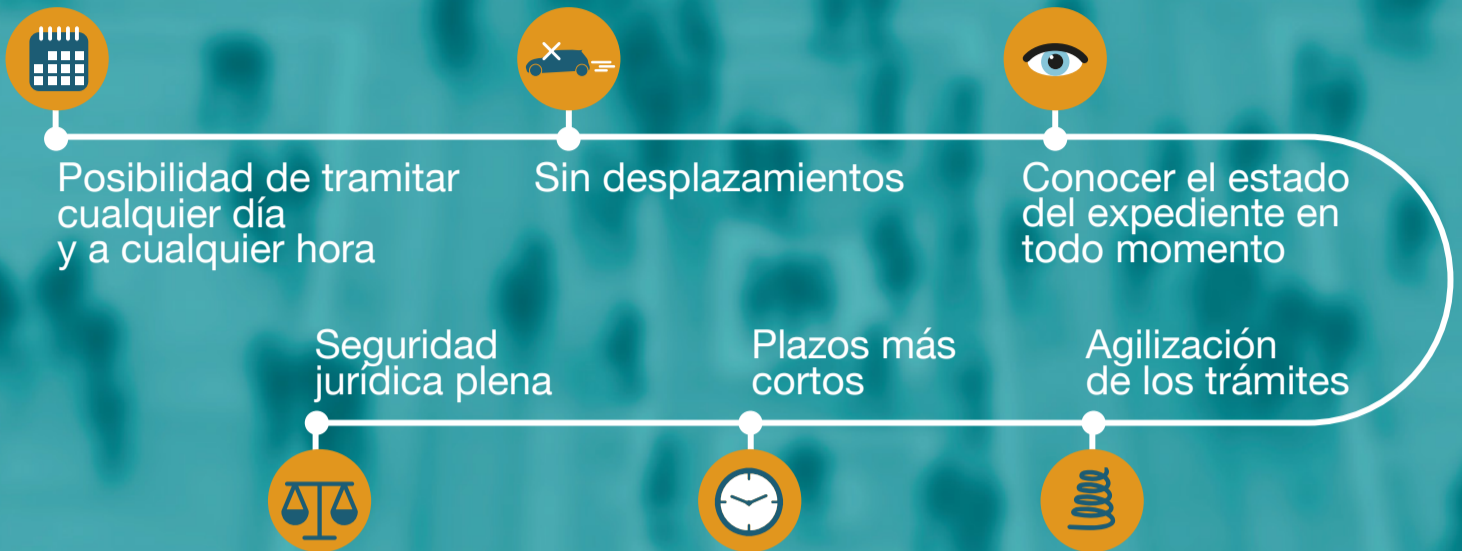 Posibilidad de tramitar
cualquier día
y a cualquier hora
Sin desplazamientos
Conocer el estado
del expediente en
todo momento
Agilización
de los trámites
Plazos más
cortos
Seguridad
jurídica plena